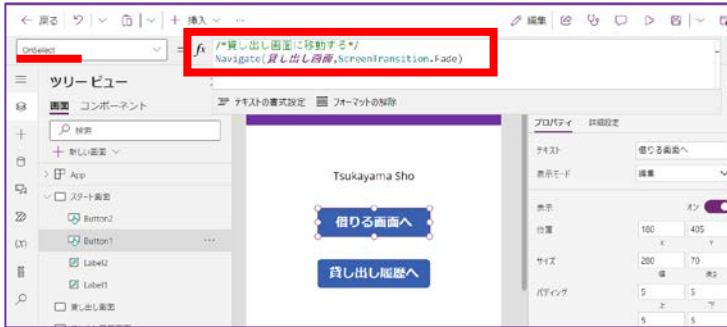 戻る
挿入
編集
OnSelect
= fx /*貸し出し画面に移動する*/
Navigate(貸し出し画面,ScreenTransition.Fade)
ツリー ビュー
画面 コンポーネント
検索
新しい画面
App
スタート画面
Button2
Button1
Label2
Label1
貸し出し画面
テキストの書式設定 フォーマットの解除
Tsukayama Sho
借りる画面へ
貸し出し履歴へ
プロパティ 詳細設定
テキスト 借りる画面へ
表示モード 編集
表示 オン
位置 180 405
X Y
サイズ 280 70
幅 高さ
パディング 5 5
上 下
5 5